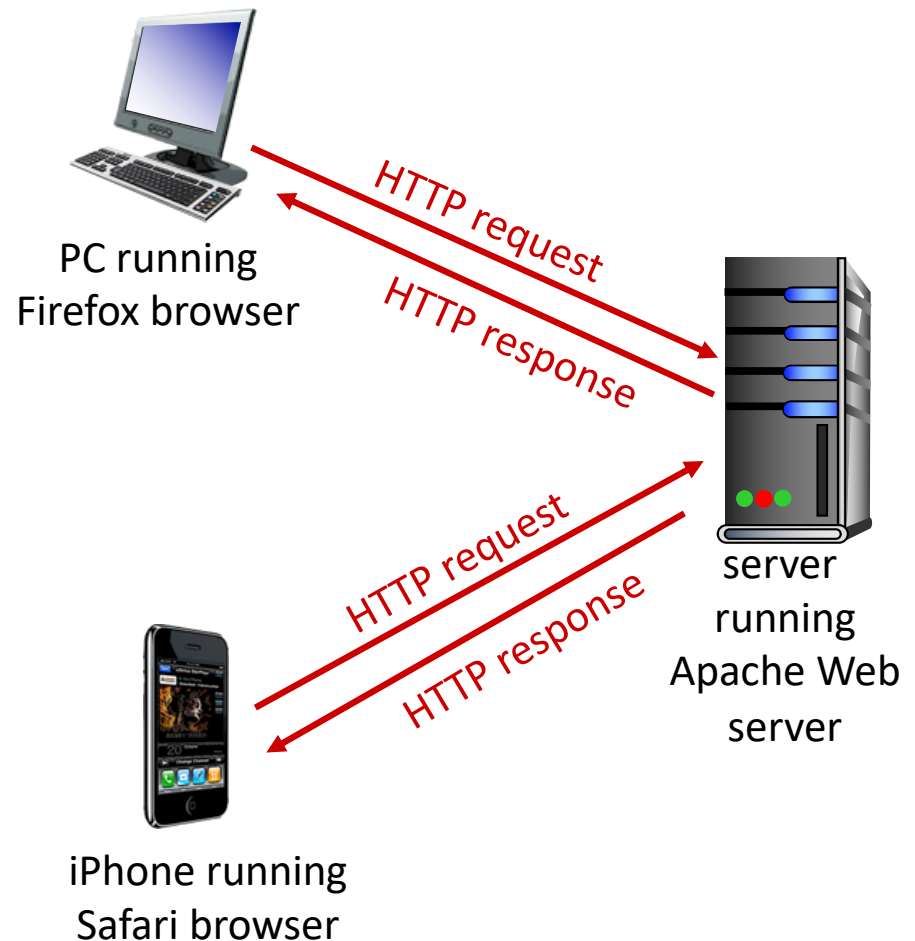 HTTP request
HTTP response
PC running
Firefox browser
HTTP request
HTTP response
server
running
Apache Web
server
iPhone running
Safari browser